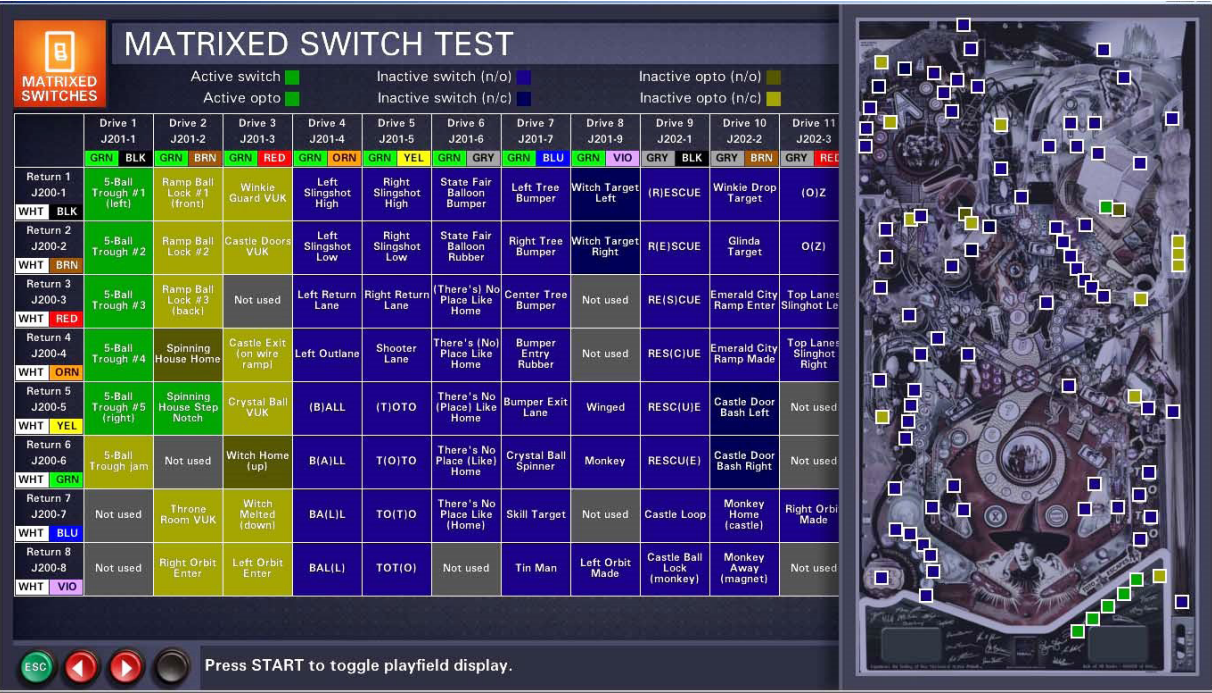 MATRIXED SWITCHES
MATRIXED SWITCH TEST
Active switch
Inactive switch (n/o)
Inactive opto (n/o)
Active opto
Inactive switch (n/c)
Inactive opto (n/c)
Drive 1 Drive 2 Drive 3 Drive 4 Drive 5 Drive 6 Drive 7 Drive 8 Drive 9 Drive 10 Drive 11
J201-1 J201-2 J201-3 J201-4 J201-5 J201-6 J201-7 J201-9 J202-1 J202-2 J202-3
GRN BLK GRN BRN GRN RED GRN ORN GRN YEL GRN GRY GRN BLU GRN VIO GRY BLK GRY BRN GRY RED
Return 1
J200-1
WHT BLK
5-Ball Trough #1 (left)
Ramp Ball Lock #1 (front)
Winkie Guard VUK
Left Slingshot High
Right Slingshot High
State Fair Balloon Bumper
Left Tree Bumper
Witch Target Left
(R)ESCUE
Winkie Drop Target
(O)Z
Return 2
J200-2
WHT BRN
5-Ball Trough #2
Ramp Ball Lock #2
Castle Doors VUK
Left Slingshot Low
Right Slingshot Low
State Fair Balloon Rubber
Right Tree Bumper
Witch Target Right
R(E)SCUE
Glinda Target
O(Z)
Return 3
J200-3
WHT RED
5-Ball Trough #3
Ramp Ball Lock #3 (back)
Not used
Left Return Lane
Right Return Lane
(There's) No Place Like Home
Center Tree Bumper
Not used
RE(S)CUE
Emerald City Ramp Enter
Top Lanes Slinghot Le
Return 4
J200-4
WHT ORN
5-Ball Trough #4
Spinning House Home
Castle Exit (on wire ramp)
Left Outlane
Shooter Lane
There's (No) Place Like Home
Bumper Entry Rubber
Not used
RES(C)UE
Emerald City Ramp Made
Top Lanes Slinghot Right
Return 5
J200-5
WHT YEL
5-Ball Trough #5 (right)
Spinning House Step Notch
Crystal Ball VUK
(B)ALL
(T)OTO
There's No (Place) Like Home
Bumper Exit Lane
Winged
RESC(U)E
Castle Door Bash Left
Not used
Return 6
J200-6
WHT GRN
5-Ball Trough jam
Not used
Witch Home (up)
B(A)LL
T(O)TO
There's No Place (Like) Home
Crystal Ball Spinner
Monkey
RESCU(E)
Castle Door Bash Right
Not used
Return 7
J200-7
WHT BLU
Not used
Throne Room VUK
Witch Melted (down)
BA(L)L
TO(T)O
There's No Place Like (Home)
Skill Target
Not used
Castle Loop
Monkey Home (castle)
Right Orbi Made
Return 8
J200-8
WHT VIO
Not used
Right Orbit Enter
Left Orbit Enter
BAL(L)
TOT(O)
Not used
Tin Man
Left Orbit Made
Castle Ball Lock (monkey)
Monkey Away (magnet)
Not used
ESC
Press START to toggle playfield display.